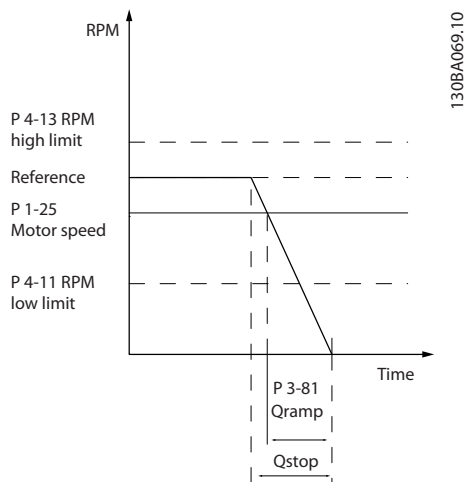 RPM
P 4-13 RPM
high limit
Reference
P 1-25
Motor speed
P 4-11 RPM
low limit
Time
P 3-81
Qramp
Qstop
130BA069.10